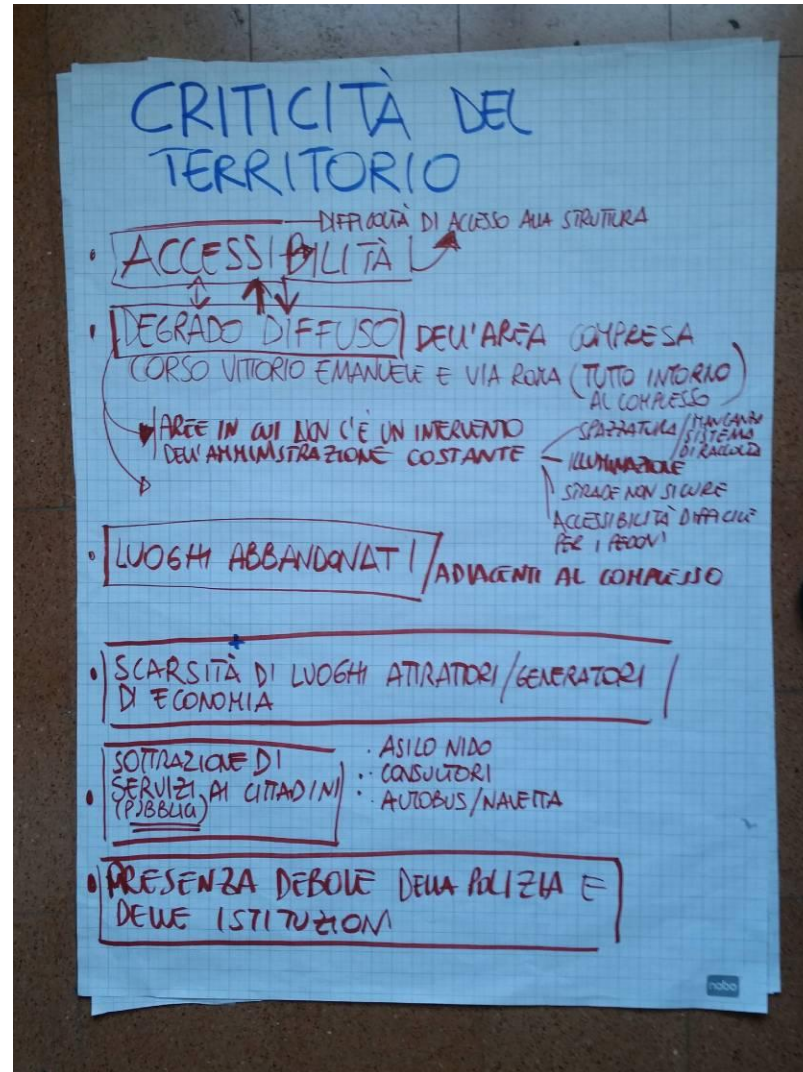 CRITICITÀ DEL
TERRITORIO
DIFFICOLTÀ DI ACCESSO ALLA STRUTTURA
• ACCESSIBILITÀ
• DEGRADO DIFFUSO DELL'AREA COMPRESA
CORSO VITTORIO EMANUELE E VIA ROMA (TUTTO INTORNO
AL COMPLESSO)
AREE IN CUI NON C'È UN INTERVENTO
DELL'AMMINISTRAZIONE COSTANTE
SPAZZATURA/MANCANZA
SISTEMA
DI RACCOLTA
ILLUMINAZIONE
STRADE NON SICURE
ACCESSIBILITÀ DIFFICILE
PER I PEDONI
• LUOGHI ABBANDONATI/ADIACENTI AL COMPLESSO
• SCARSITÀ DI LUOGHI ATTRATTORI/GENERATORI
DI ECONOMIA
• SOTTRAZIONE DI
SERVIZI AI CITTADINI
(PUBBLICI)
· ASILO NIDO
· CONSULTORI
· AUTOBUS/NAVETTA
• PRESENZA DEBOLE DELLA POLIZIA E
DELLE ISTITUZIONI
nobo